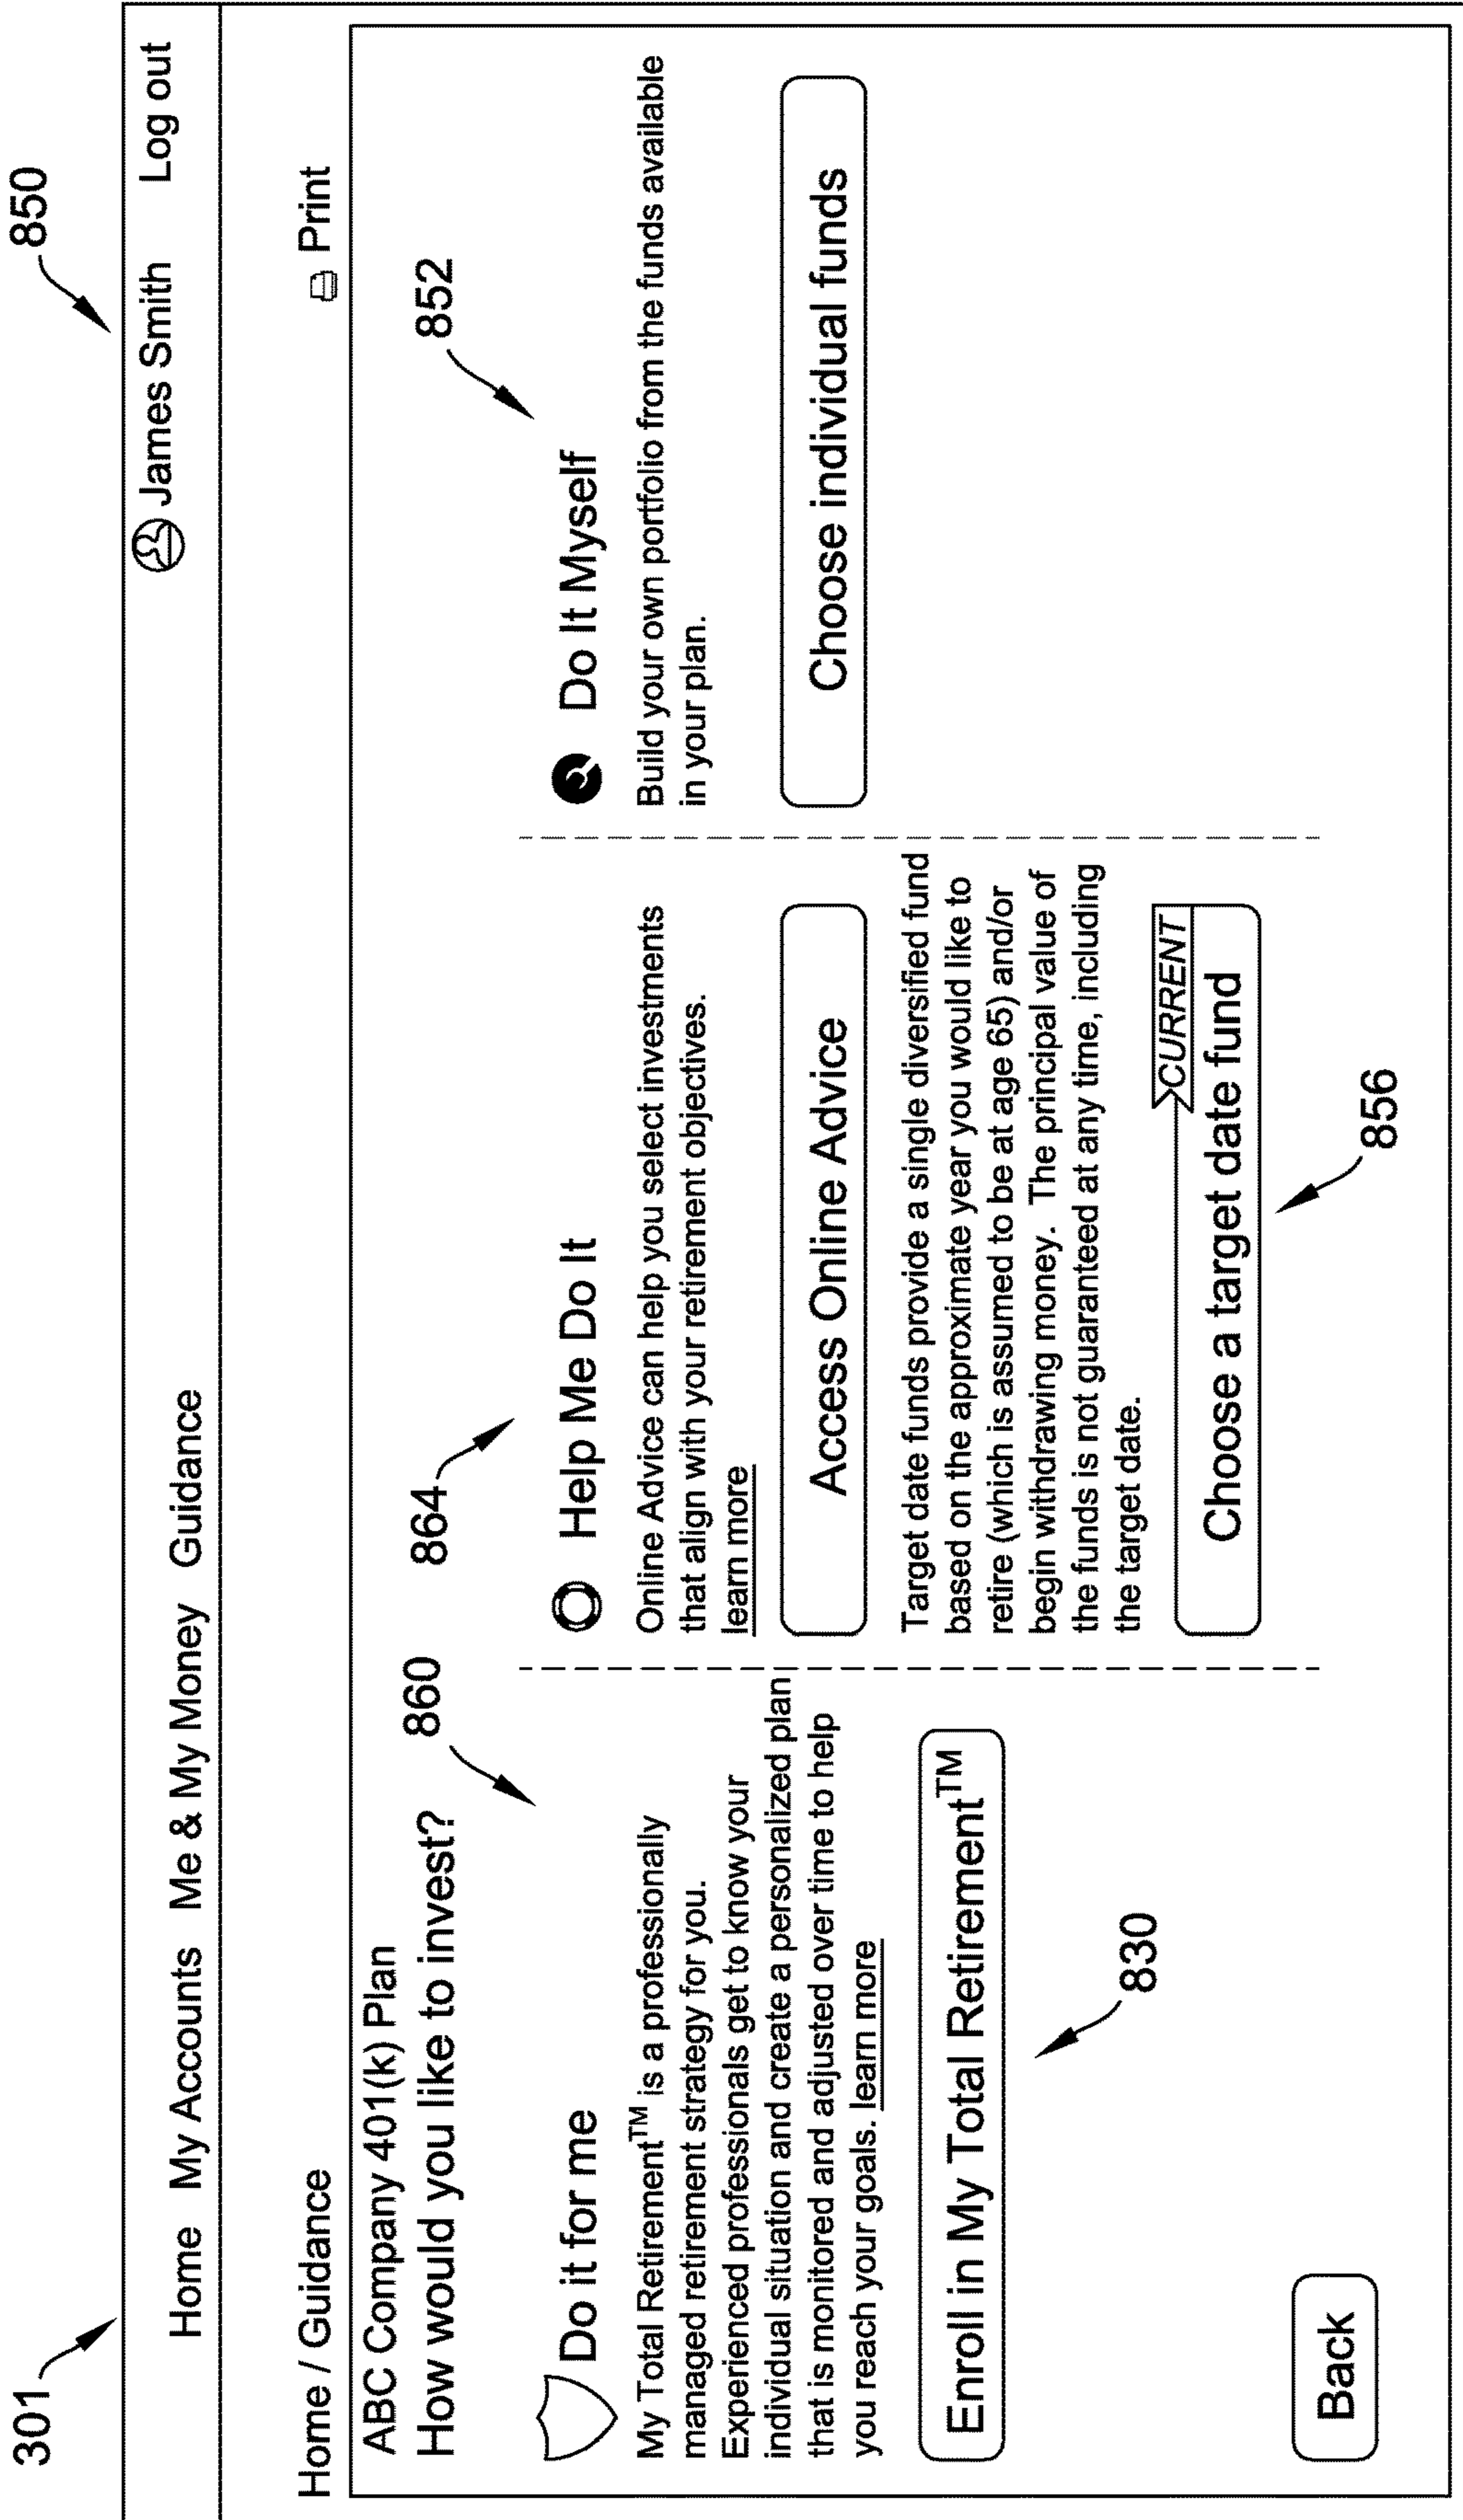 301
850
James Smith Log out
Home My Accounts Me & My Money Guidance
Home / Guidance
Print
ABC Company 401(k) Plan
How would you like to invest?
860
864
852
Do it for me
My Total Retirement™ is a professionally
managed retirement strategy for you.
Experienced professionals get to know your
individual situation and create a personalized plan
that is monitored and adjusted over time to help
you reach your goals. learn more
Enroll in My Total Retirement™
830
Help Me Do It
Online Advice can help you select investments
that align with your retirement objectives.
learn more
Access Online Advice
Target date funds provide a single diversified fund
based on the approximate year you would like to
retire (which is assumed to be at age 65) and/or
begin withdrawing money. The principal value of
the funds is not guaranteed at any time, including
the target date.
CURRENT
Choose a target date fund
856
Do It Myself
Build your own portfolio from the funds available
in your plan.
Choose individual funds
Back